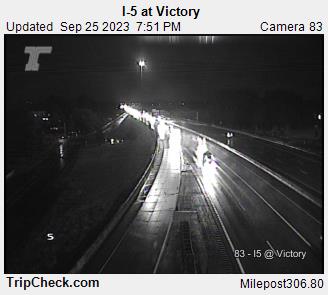 I-5 at Victory
Updated Sep 25 2023 7:51 PM Camera 83
T
S
83 - I5 @ Victory
TripCheck.com Milepost306.80